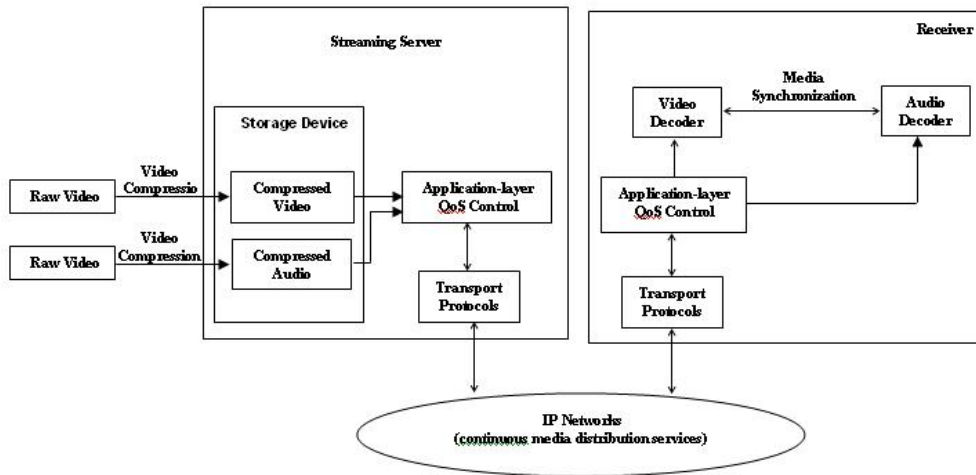 Streaming Server
Receiver
Storage Device
Raw Video
Video
Compressio
Compressed
Video
Application-layer
QoS Control
Raw Video
Video
Compression
Compressed
Audio
Transport
Protocols
Video
Decoder
Media
Synchronization
Audio
Decoder
Application-layer
QoS Control
Transport
Protocols
IP Networks
(continuous media distribution services)